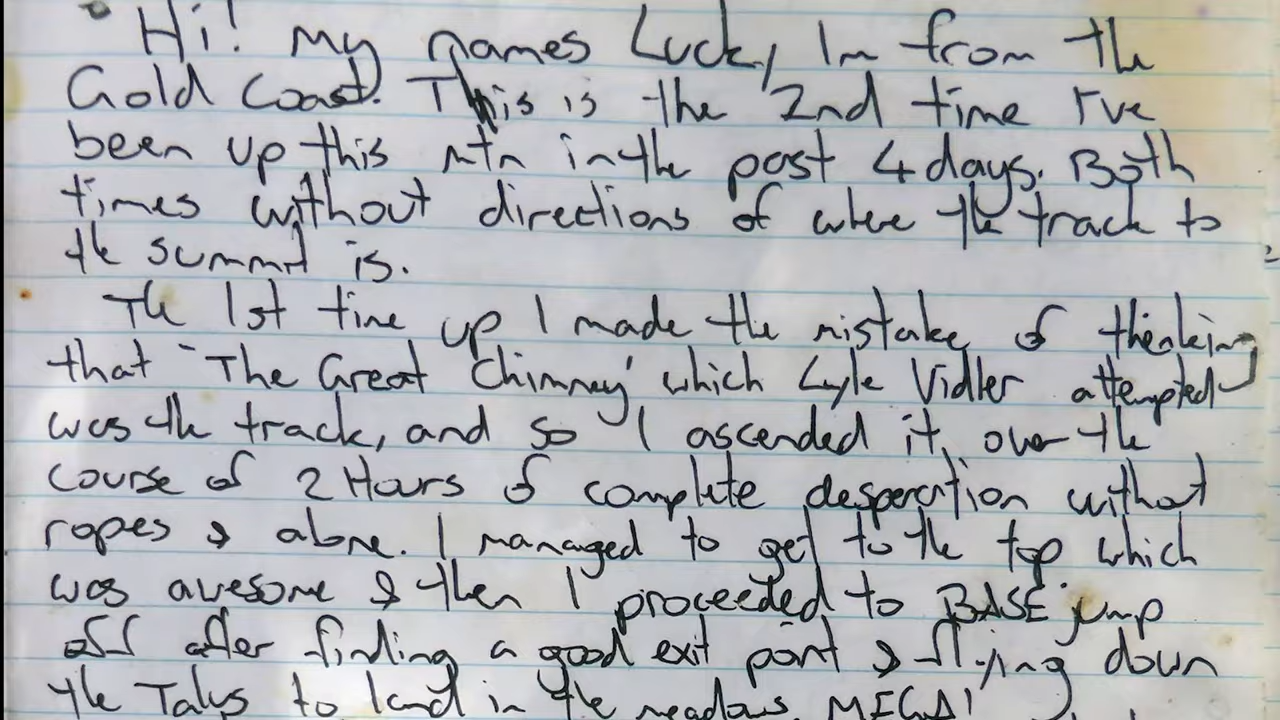 Hi! My names Lucky, Im from the
Gold Coast. This is the 2nd time I've
been up this mtn in the past 4 days. Both
times without directions of where the track to
the summit is.
The 1st time up I made the mistake of thinking
that "The Great Chimney' which Lyle Vidler attempted
was the track, and so I ascended it, over the
course of 2 Hours of complete desperation without
ropes & alone. I managed to get to the top which
was awesome & then I proceeded to BASE jump
off after finding a good exit point & flying down
the Talus to land in the meadows. MEGA!